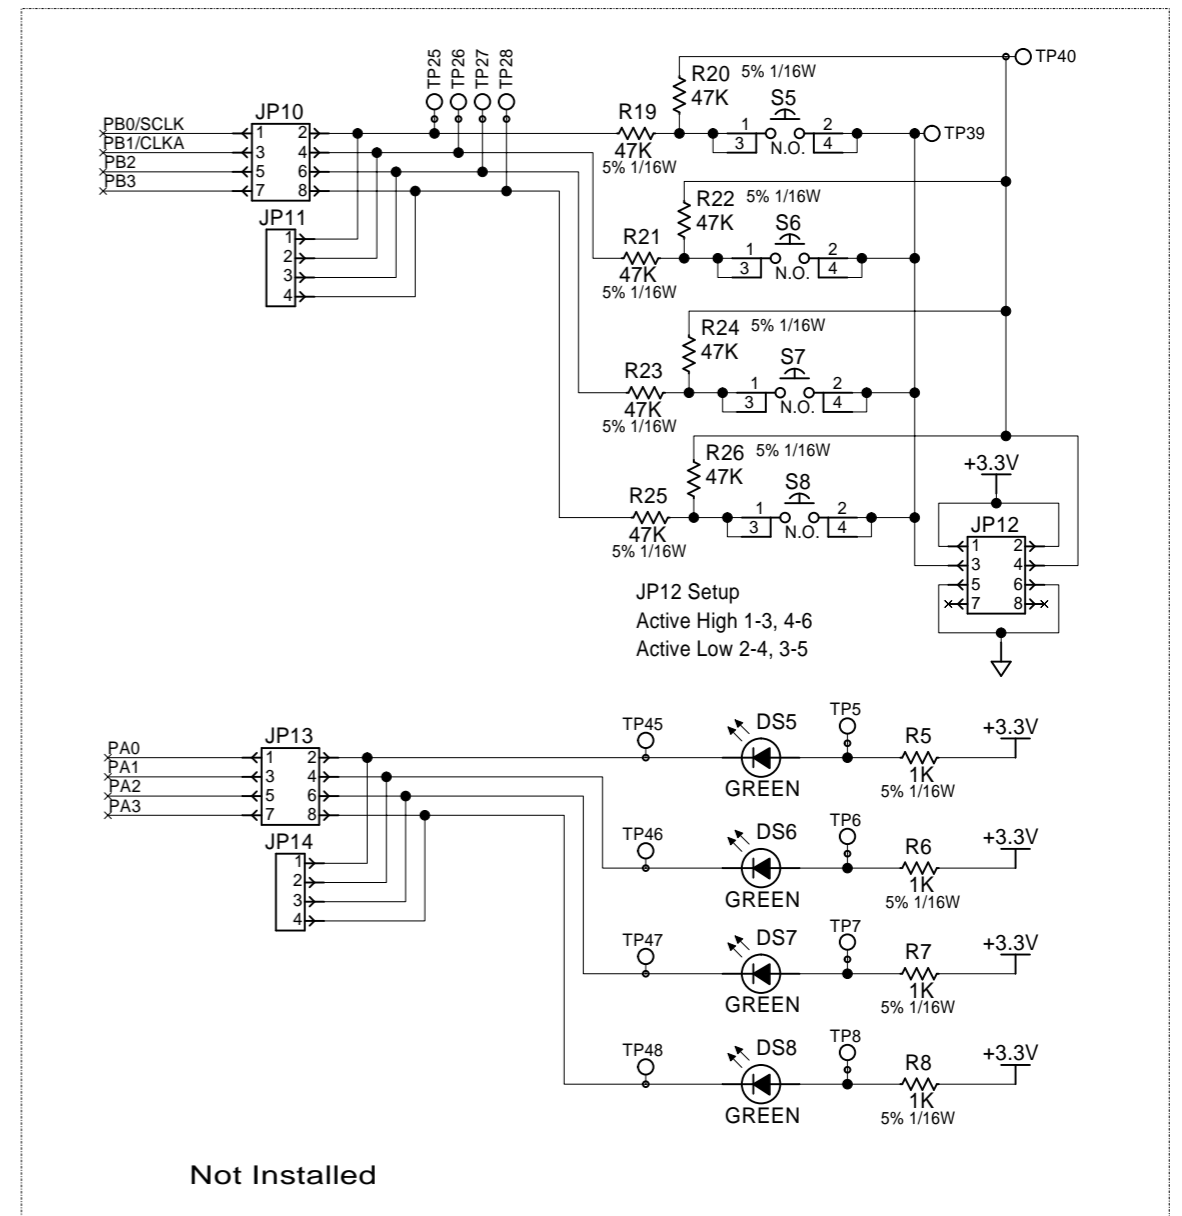 TP25 TP26 TP27 TP28
R20 5% 1/16W
47K
TP40
JP10
R19
47K
5% 1/16W
S5
1 2
3 N.O. 4
TP39
PB0/SCLK 1 2
PB1/CLKA 3 4
PB2 5 6
PB3 7 8
JP11
1
2
3
4
R22 5% 1/16W
47K
R21
47K
5% 1/16W
S6
1 2
3 N.O. 4
R24 5% 1/16W
47K
R23
47K
5% 1/16W
S7
1 2
3 N.O. 4
R26 5% 1/16W
47K
R25
47K
5% 1/16W
S8
1 2
3 N.O. 4
+3.3V
JP12
1 2
3 4
5 6
7 8
JP12 Setup
Active High 1-3, 4-6
Active Low 2-4, 3-5
JP13
PA0 1 2
PA1 3 4
PA2 5 6
PA3 7 8
JP14
1
2
3
4
TP45 DS5 TP5 R5 +3.3V
GREEN 1K
5% 1/16W
TP46 DS6 TP6 R6 +3.3V
GREEN 1K
5% 1/16W
TP47 DS7 TP7 R7 +3.3V
GREEN 1K
5% 1/16W
TP48 DS8 TP8 R8 +3.3V
GREEN 1K
5% 1/16W
Not Installed